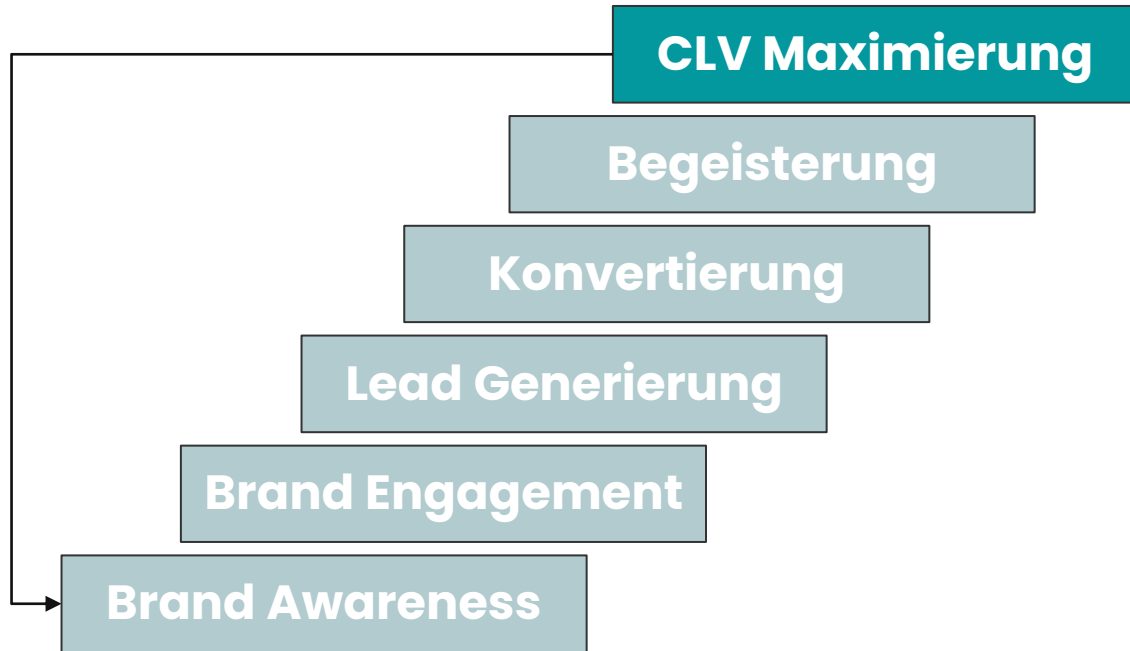 CLV Maximierung
Begeisterung
Konvertierung
Lead Generierung
Brand Engagement
Brand Awareness